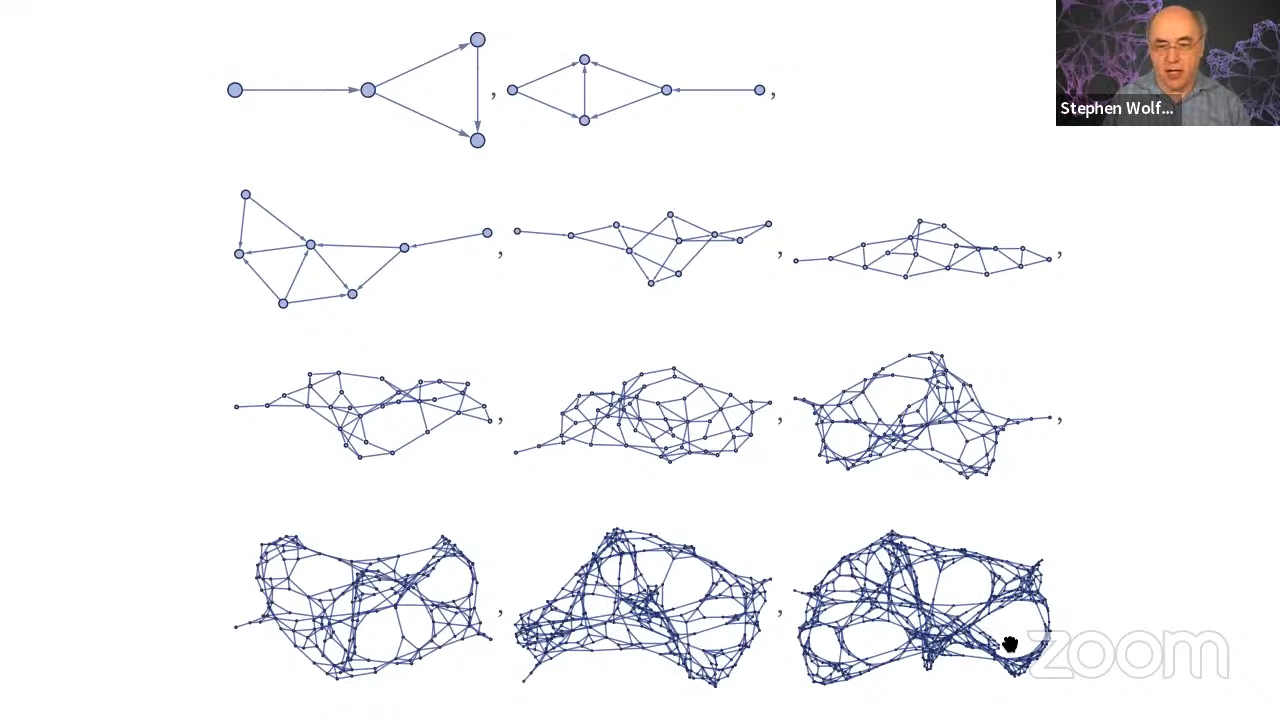 Stephen Wolf...
, ,
, , ,
, , ,
, ,
zoom